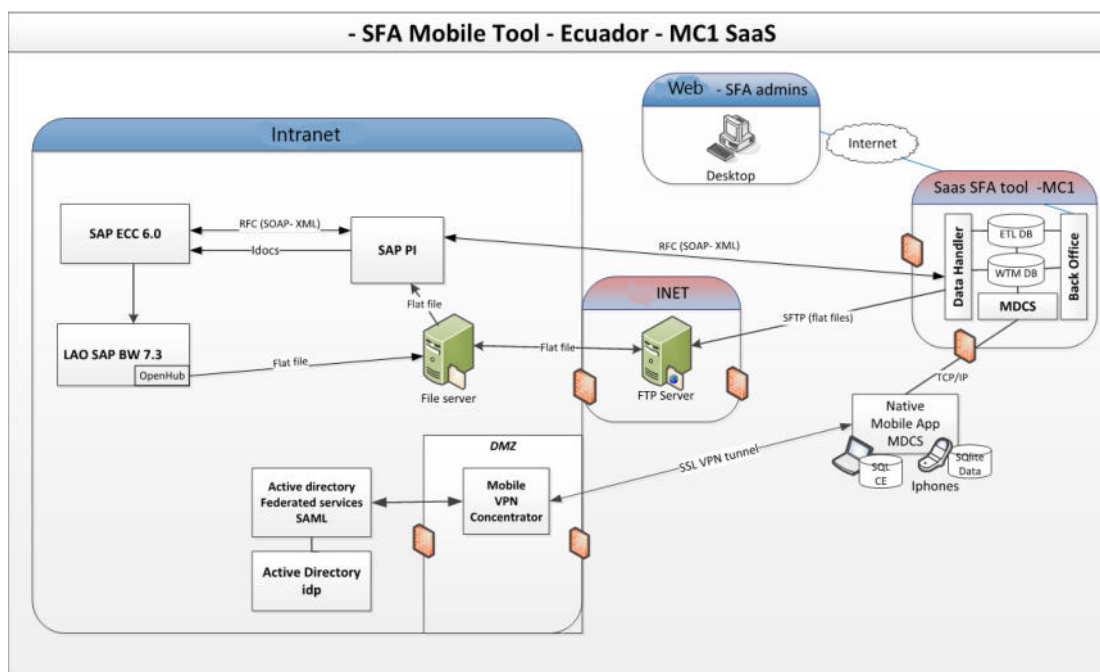 - SFA Mobile Tool - Ecuador - MC1 SaaS
Web - SFA admins
Desktop
Internet
Intranet
SAP ECC 6.0
RFC (SOAP- XML)
Idocs
SAP PI
Flat file
LAO SAP BW 7.3
OpenHub
Flat file
File server
Flat file
INET
FTP Server
RFC (SOAP- XML)
SFTP (flat files)
Saas SFA tool -MC1
Data Handler
ETL DB
WTM DB
MDCS
Back Office
TCP/IP
Native
Mobile App
MDCS
SQL
CE
SQlite
Data
Iphones
SSL VPN tunnel
DMZ
Mobile
VPN
Concentrator
Active directory
Federated services
SAML
Active Directory
idp